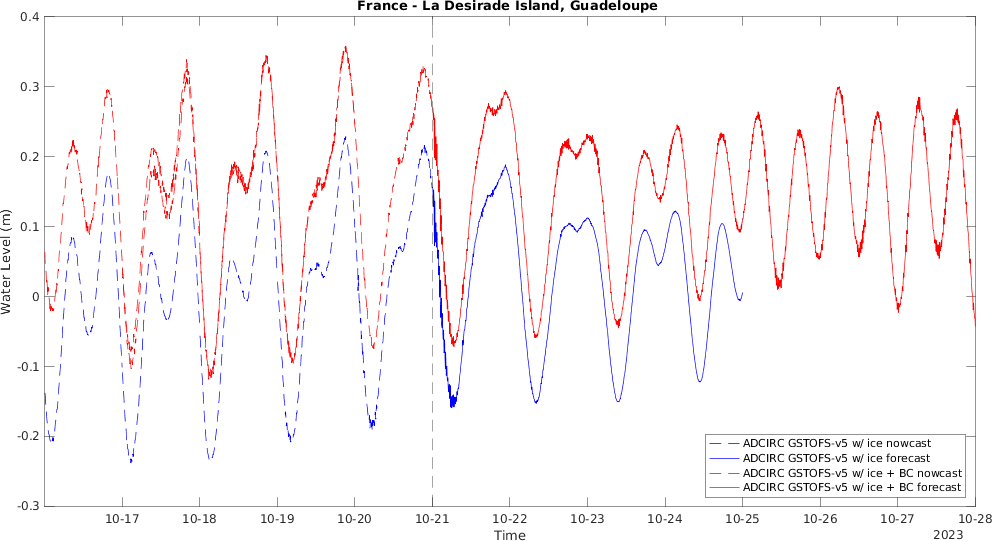 France - La Desirade Island, Guadeloupe
0.4
0.3
0.2
0.1
0
-0.1
-0.2
-0.3
Water Level (m)
ADCIRC GSTOFS-v5 w/ ice nowcast
ADCIRC GSTOFS-v5 w/ ice forecast
ADCIRC GSTOFS-v5 w/ ice + BC nowcast
ADCIRC GSTOFS-v5 w/ ice + BC forecast
10-17 10-18 10-19 10-20 10-21 10-22 10-23 10-24 10-25 10-26 10-27 10-28
Time
2023